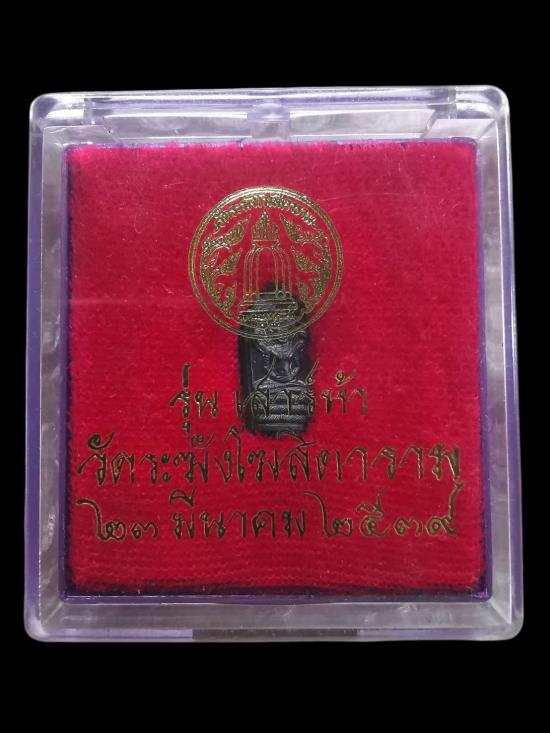 รุ่น เสาร์ห้า
วัดระฆังโฆสิตาราม
๒๓ มีนาคม ๒๕๓๙